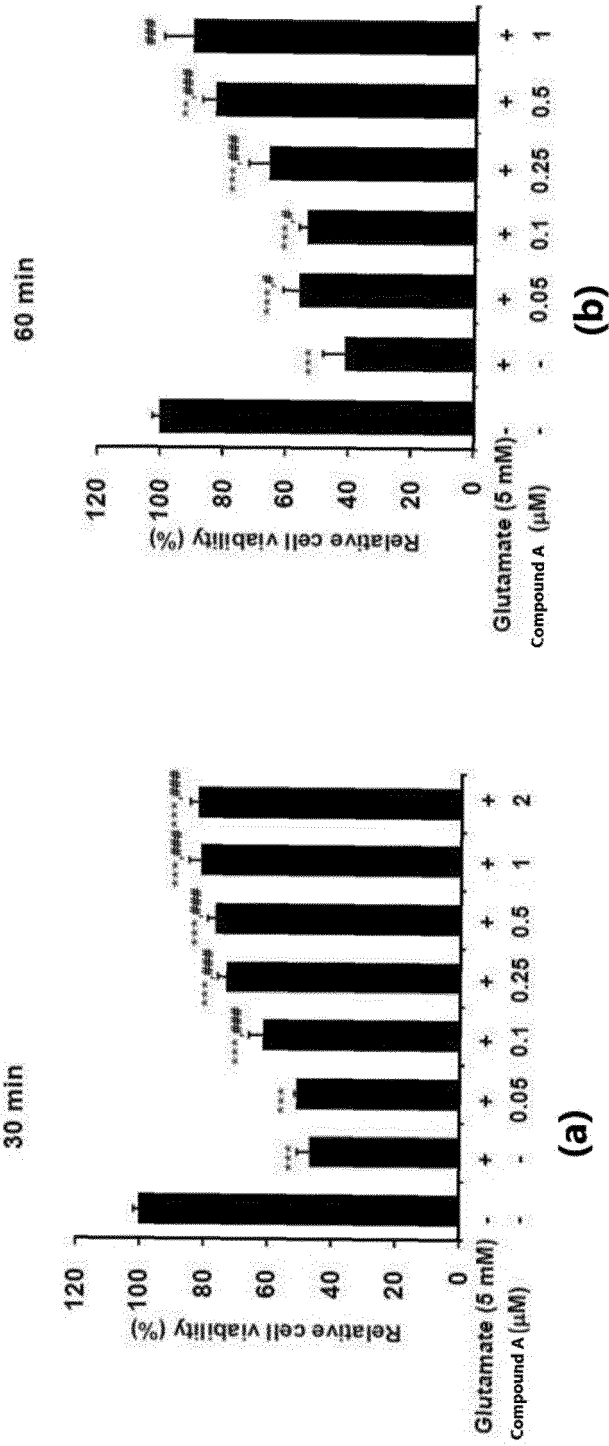 30 min
***,###
***,###
***,###
***,###
***,###
***
***
120
100
80
60
40
20
0
Relative cell viability (%)
Glutamate (5 mM) - + + + + + + +
Compound A (μM) - - 0.05 0.1 0.25 0.5 1 2
(a)
60 min
###
**,###
***,###
***,#
***,#
***
120
100
80
60
40
20
0
Relative cell viability (%)
Glutamate (5 mM) - + + + + + +
Compound A (μM) - - 0.05 0.1 0.25 0.5 1
(b)